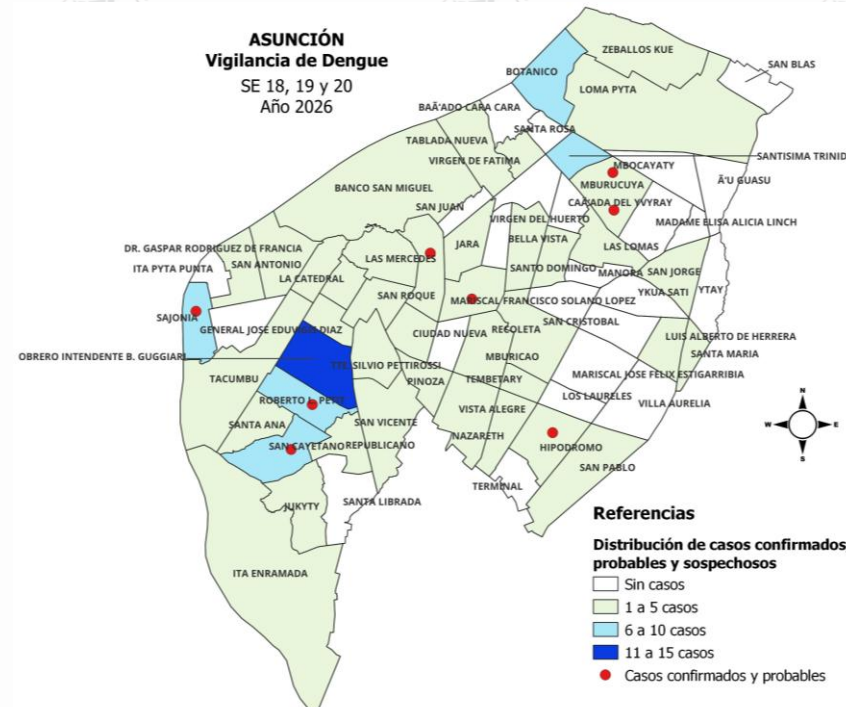 ASUNCIÓN
Vigilancia de Dengue
SE 18, 19 y 20
Año 2026
ZEBALLOS KUE
SAN BLAS
BOTANICO
LOMA PYTA
BAÃ'ADO CARA CARA
SANTA ROSA
TABLADA NUEVA
SANTISIMA TRINID
VIRGEN DE FATIMA
MBOCAYATY
Ã'U GUASU
MBURUCUYA
BANCO SAN MIGUEL
CAÃ'ADA DEL YVYRAY
SAN JUAN
VIRGEN DEL HUERTO
MADAME ELISA ALICIA LINCH
DR. GASPAR RODRIGUEZ DE FRANCIA
JARA
BELLA VISTA
LAS LOMAS
ITA PYTA PUNTA
SAN ANTONIO
LAS MERCEDES
SANTO DOMINGO
MANORA
SAN JORGE
LA CATEDRAL
YKUA SATI
YTAY
SAN ROQUE
MARISCAL FRANCISCO SOLANO LOPEZ
SAJONIA
SAN CRISTOBAL
GENERAL JOSE EDUVIGIS DIAZ
CIUDAD NUEVA
RECOLETA
LUIS ALBERTO DE HERRERA
OBRERO INTENDENTE B. GUGGIARI
MBURICAO
SANTA MARIA
SILVIO PETTIROSSI
TACUMBU
PINOZA
TEMBETARY
MARISCAL JOSE FELIX ESTIGARRIBIA
ROBERTO L. PETIT
LOS LAURELES
VILLA AURELIA
SANTA ANA
SAN VICENTE
VISTA ALEGRE
NAZARETH
SAN CAYETANO
REPUBLICANO
HIPODROMO
SAN PABLO
TERMINAL
JUKYTY
SANTA LIBRADA
ITA ENRAMADA
N
W
E
S
Referencias
Distribución de casos confirmados
probables y sospechosos
Sin casos
1 a 5 casos
6 a 10 casos
11 a 15 casos
Casos confirmados y probables